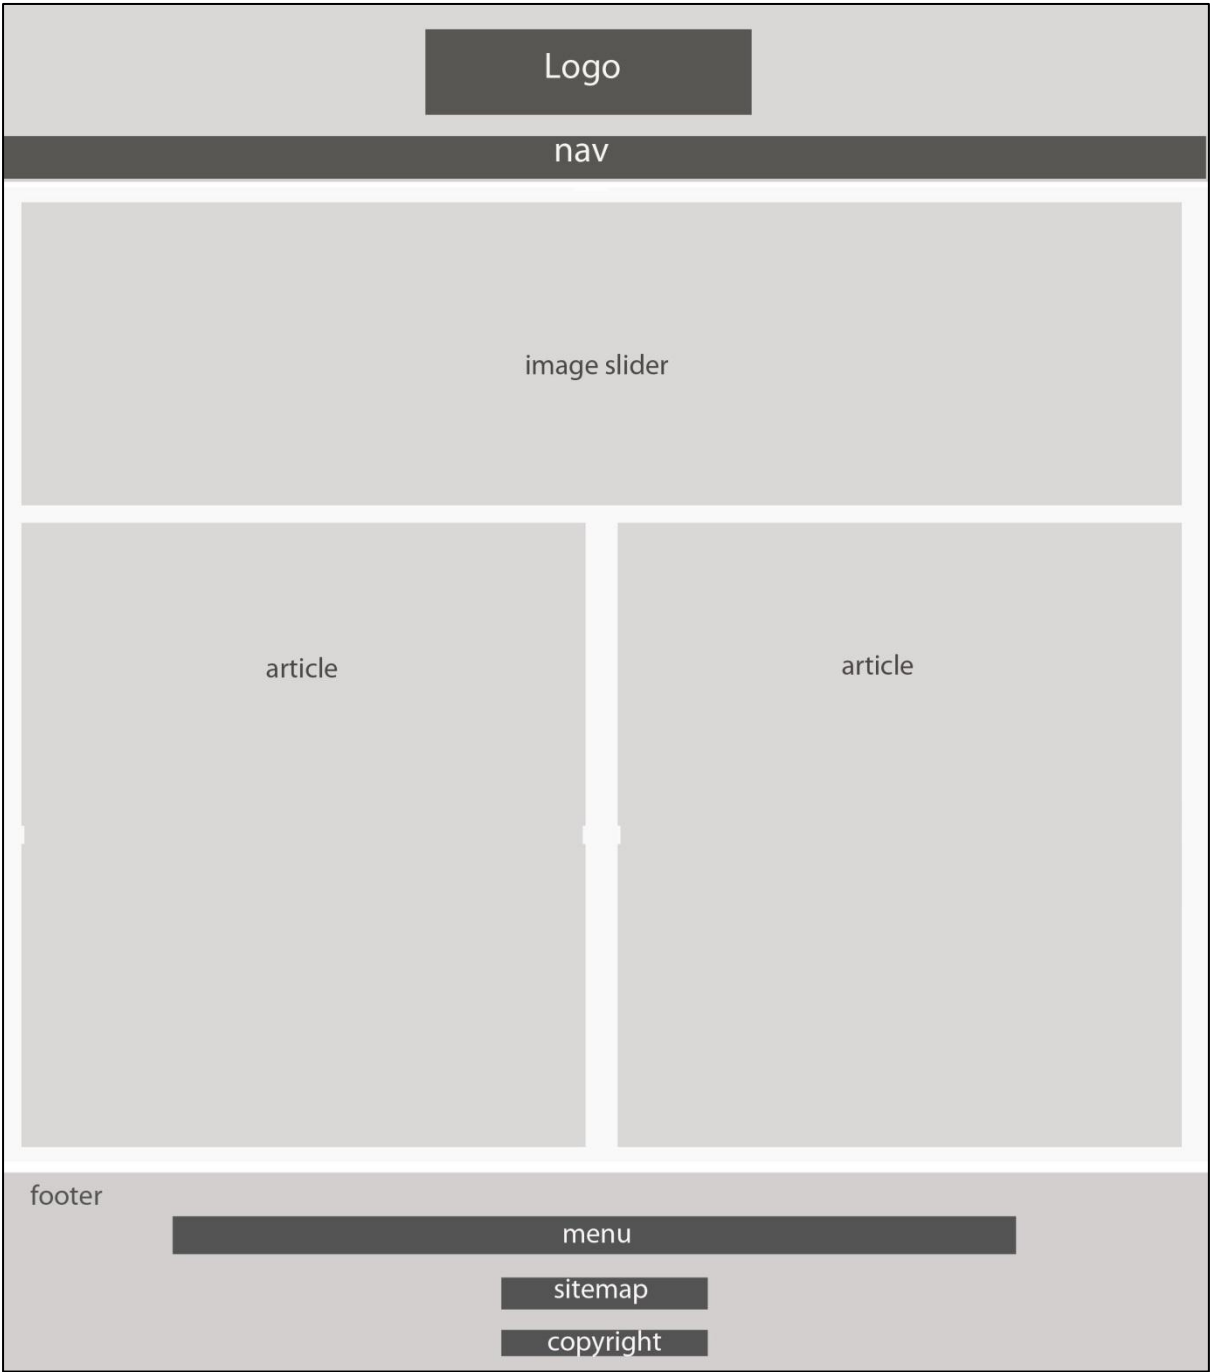 Logo
nav
image slider
article
article
footer
menu
sitemap
copyright